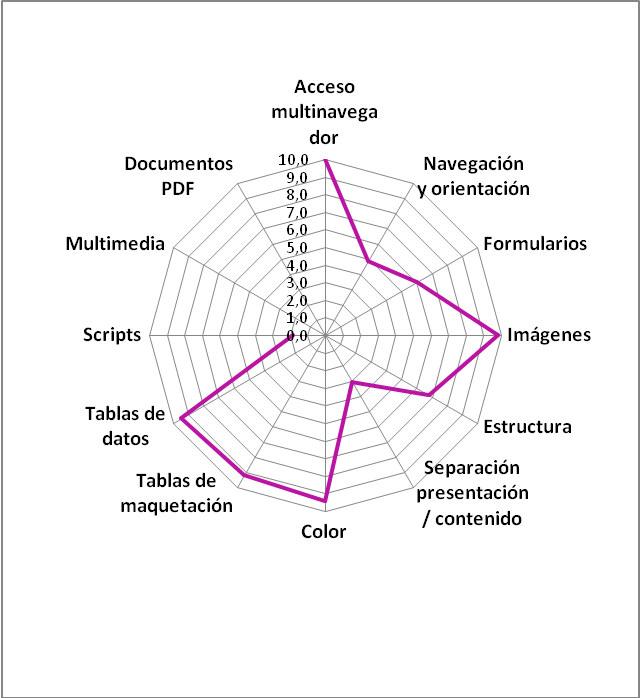 Acceso
multinavega
dor
Documentos
PDF
Navegación
y orientación
Multimedia
Formularios
Scripts
Imágenes
Tablas de
datos
Estructura
Tablas de
maquetación
Separación
presentación
/ contenido
Color
10,0
9,0
8,0
7,0
6,0
5,0
4,0
3,0
2,0
1,0
0,0